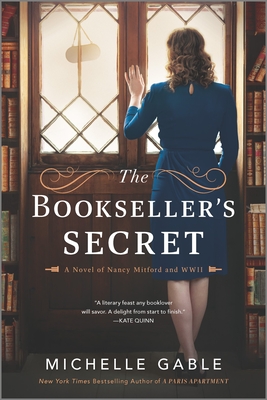 The
BOOKSELLER'S
SECRET
A Novel of Nancy Mitford and WWII
"A literary feast any booklover
will savor. A delight from start to finish."
—KATE QUINN
MICHELLE GABLE
New York Times Bestselling Author of A PARIS APARTMENT